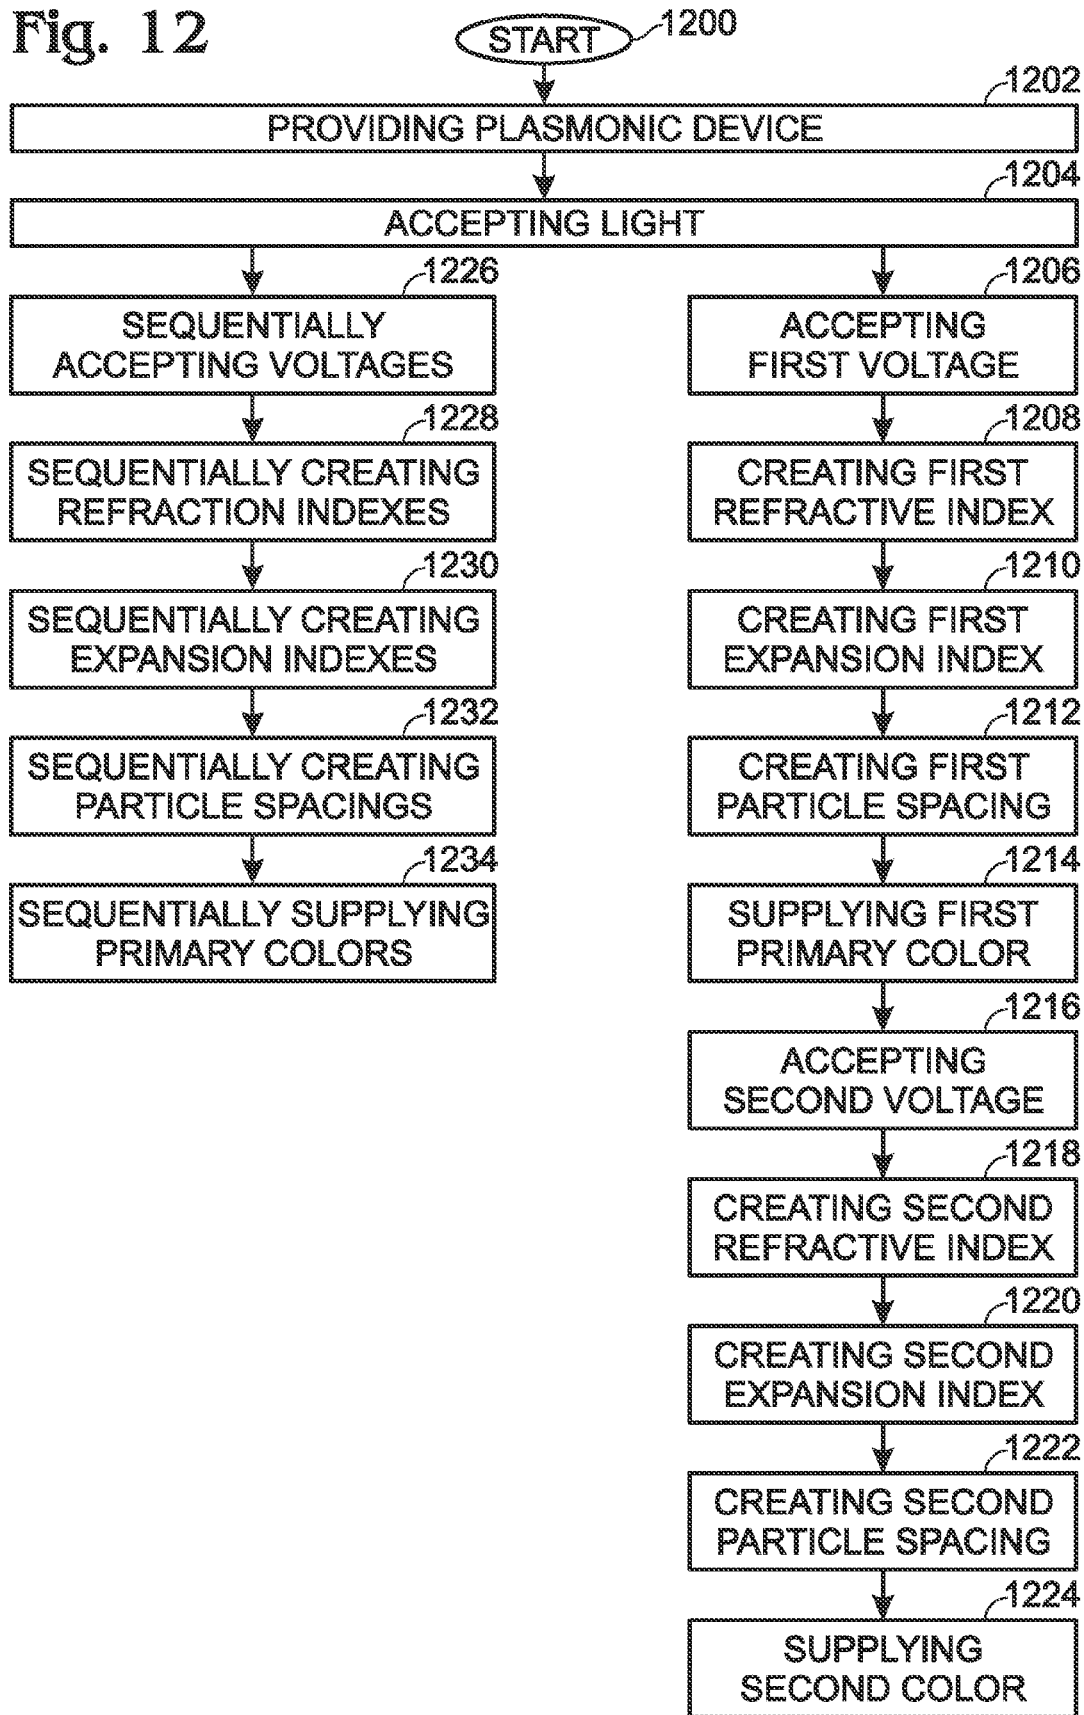 Fig. 12
START
1200
1202
PROVIDING PLASMONIC DEVICE
1204
ACCEPTING LIGHT
1226
SEQUENTIALLY
ACCEPTING VOLTAGES
1228
SEQUENTIALLY CREATING
REFRACTION INDEXES
1230
SEQUENTIALLY CREATING
EXPANSION INDEXES
1232
SEQUENTIALLY CREATING
PARTICLE SPACINGS
1234
SEQUENTIALLY SUPPLYING
PRIMARY COLORS
1206
ACCEPTING
FIRST VOLTAGE
1208
CREATING FIRST
REFRACTIVE INDEX
1210
CREATING FIRST
EXPANSION INDEX
1212
CREATING FIRST
PARTICLE SPACING
1214
SUPPLYING FIRST
PRIMARY COLOR
1216
ACCEPTING
SECOND VOLTAGE
1218
CREATING SECOND
REFRACTIVE INDEX
1220
CREATING SECOND
EXPANSION INDEX
1222
CREATING SECOND
PARTICLE SPACING
1224
SUPPLYING
SECOND COLOR